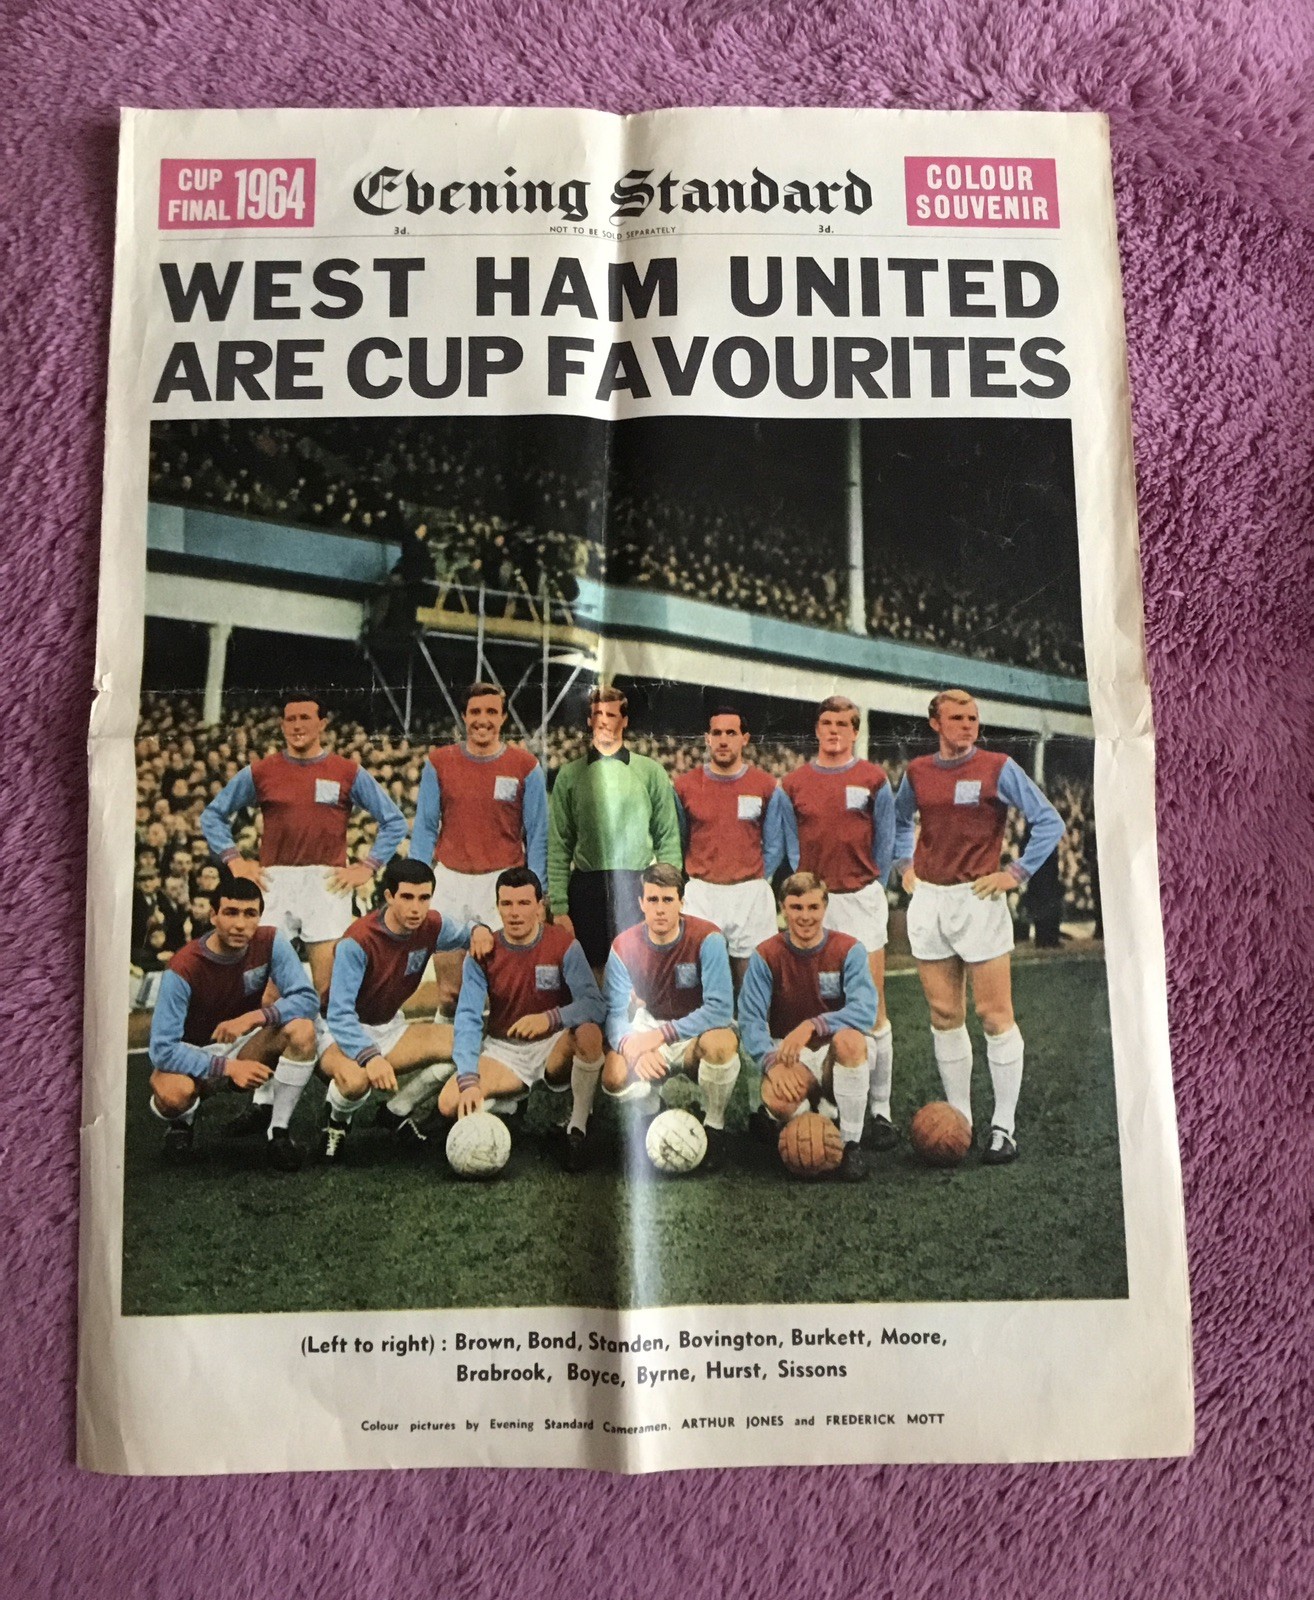 CUP
FINAL 1964
Evening Standard
COLOUR
SOUVENIR
3d. NOT TO BE SOLD SEPARATELY 3d.
WEST HAM UNITED
ARE CUP FAVOURITES
(Left to right) : Brown, Bond, Standen, Bovington, Burkett, Moore,
Brabrook, Boyce, Byrne, Hurst, Sissons
Colour pictures by Evening Standard Cameramen, ARTHUR JONES and FREDERICK MOTT